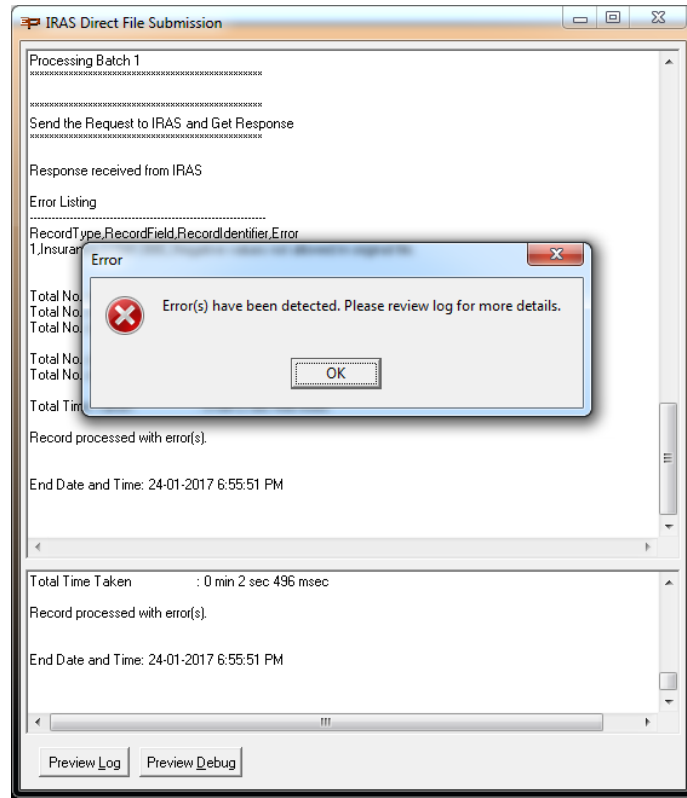 IRAS Direct File Submission
Processing Batch 1
××××××××××××××××××××××××××××××××××××××××××××××××××××
××××××××××××××××××××××××××××××××××××××××××××××××××××
Send the Request to IRAS and Get Response
××××××××××××××××××××××××××××××××××××××××××××××××××××
Response received from IRAS
Error Listing
--------------------------------------------------------------------
RecordType,RecordField,RecordIdentifier,Error
1,Insuran
Total No.
Total No.
Total No.
Total No.
Total No.
Total Tim
Record processed with error(s).
End Date and Time: 24-01-2017 6:55:51 PM
Error
Error(s) have been detected. Please review log for more details.
OK
Total Time Taken : 0 min 2 sec 496 msec
Record processed with error(s).
End Date and Time: 24-01-2017 6:55:51 PM
Preview Log Preview Debug